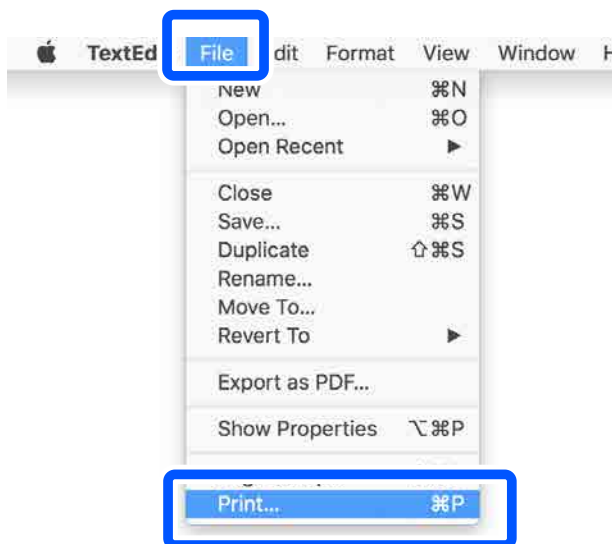 TextEd File dit Format View Window H
New ⌘N
Open... ⌘O
Open Recent ▶
Close ⌘W
Save... ⌘S
Duplicate ⇧⌘S
Rename...
Move To...
Revert To ▶
Export as PDF...
Show Properties ⌥⌘P
Print... ⌘P